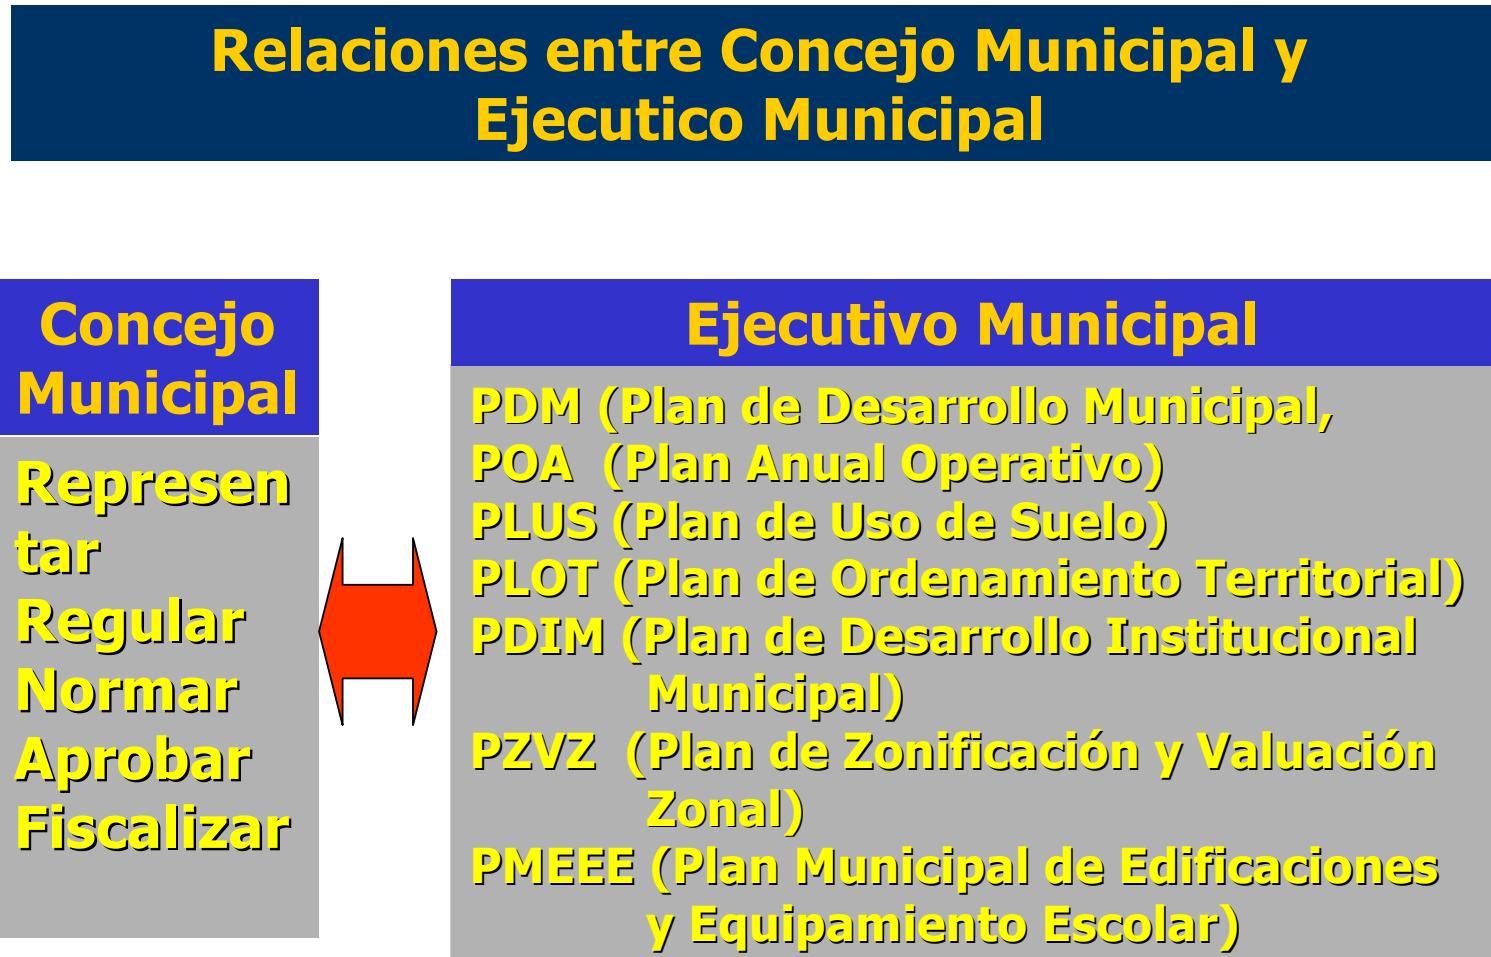 Relaciones entre Concejo Municipal y
Ejecutico Municipal
Concejo
Municipal
Represen
tar
Regular
Normar
Aprobar
Fiscalizar
Ejecutivo Municipal
PDM (Plan de Desarrollo Municipal,
POA (Plan Anual Operativo)
PLUS (Plan de Uso de Suelo)
PLOT (Plan de Ordenamiento Territorial)
PDIM (Plan de Desarrollo Institucional
Municipal)
PZVZ (Plan de Zonificación y Valuación
Zonal)
PMEEE (Plan Municipal de Edificaciones
y Equipamiento Escolar)